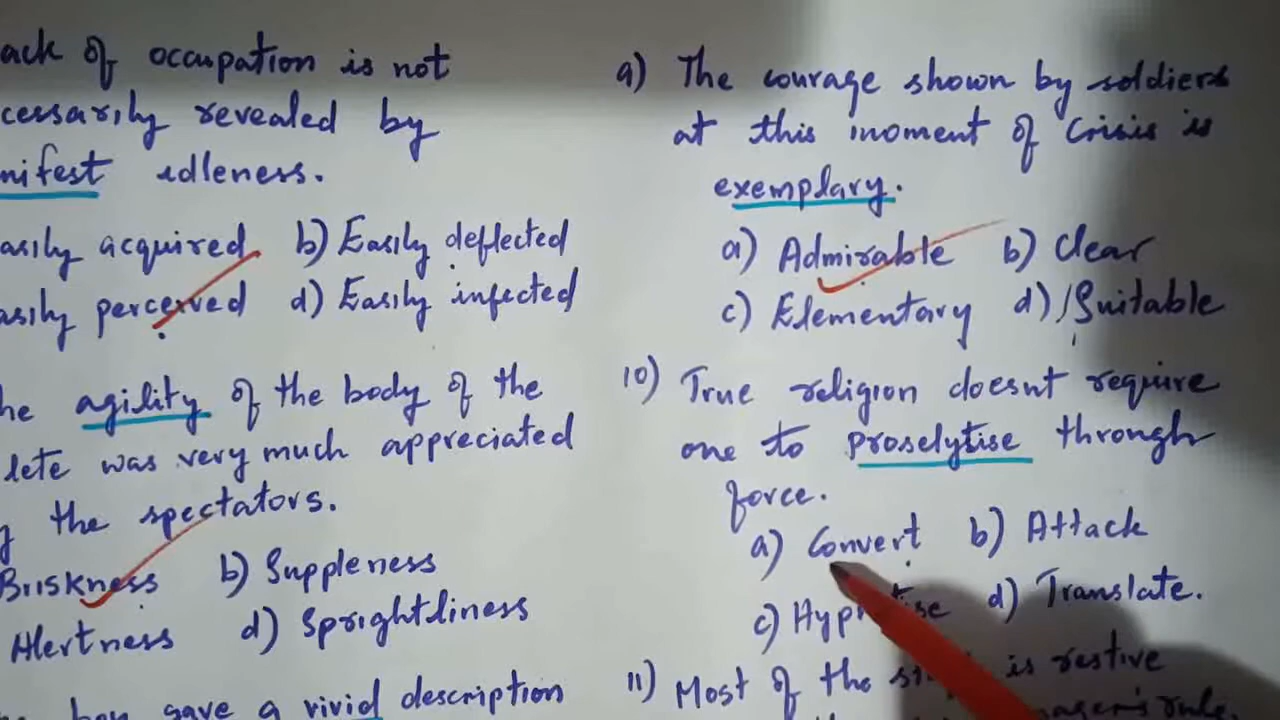 ack of occupation is not
cessarily revealed by
nifest idleness.
asily acquired b) Easily deflected
asily perceived d) Easily infected
he agility of the body of the
lete was very much appreciated
the spectators.
Briskness b) Suppleness
Alertness d) Sprightliness
gave a vivid description
9) The courage shown by soldiers
at this moment of crisis is
exemplary.
a) Admirable b) Clear
c) Elementary d) Suitable
10) True religion doesnt require
one to proselytise through
force.
a) Convert b) Attack
c) d) Translate.
11) Most of the is restive
rule.